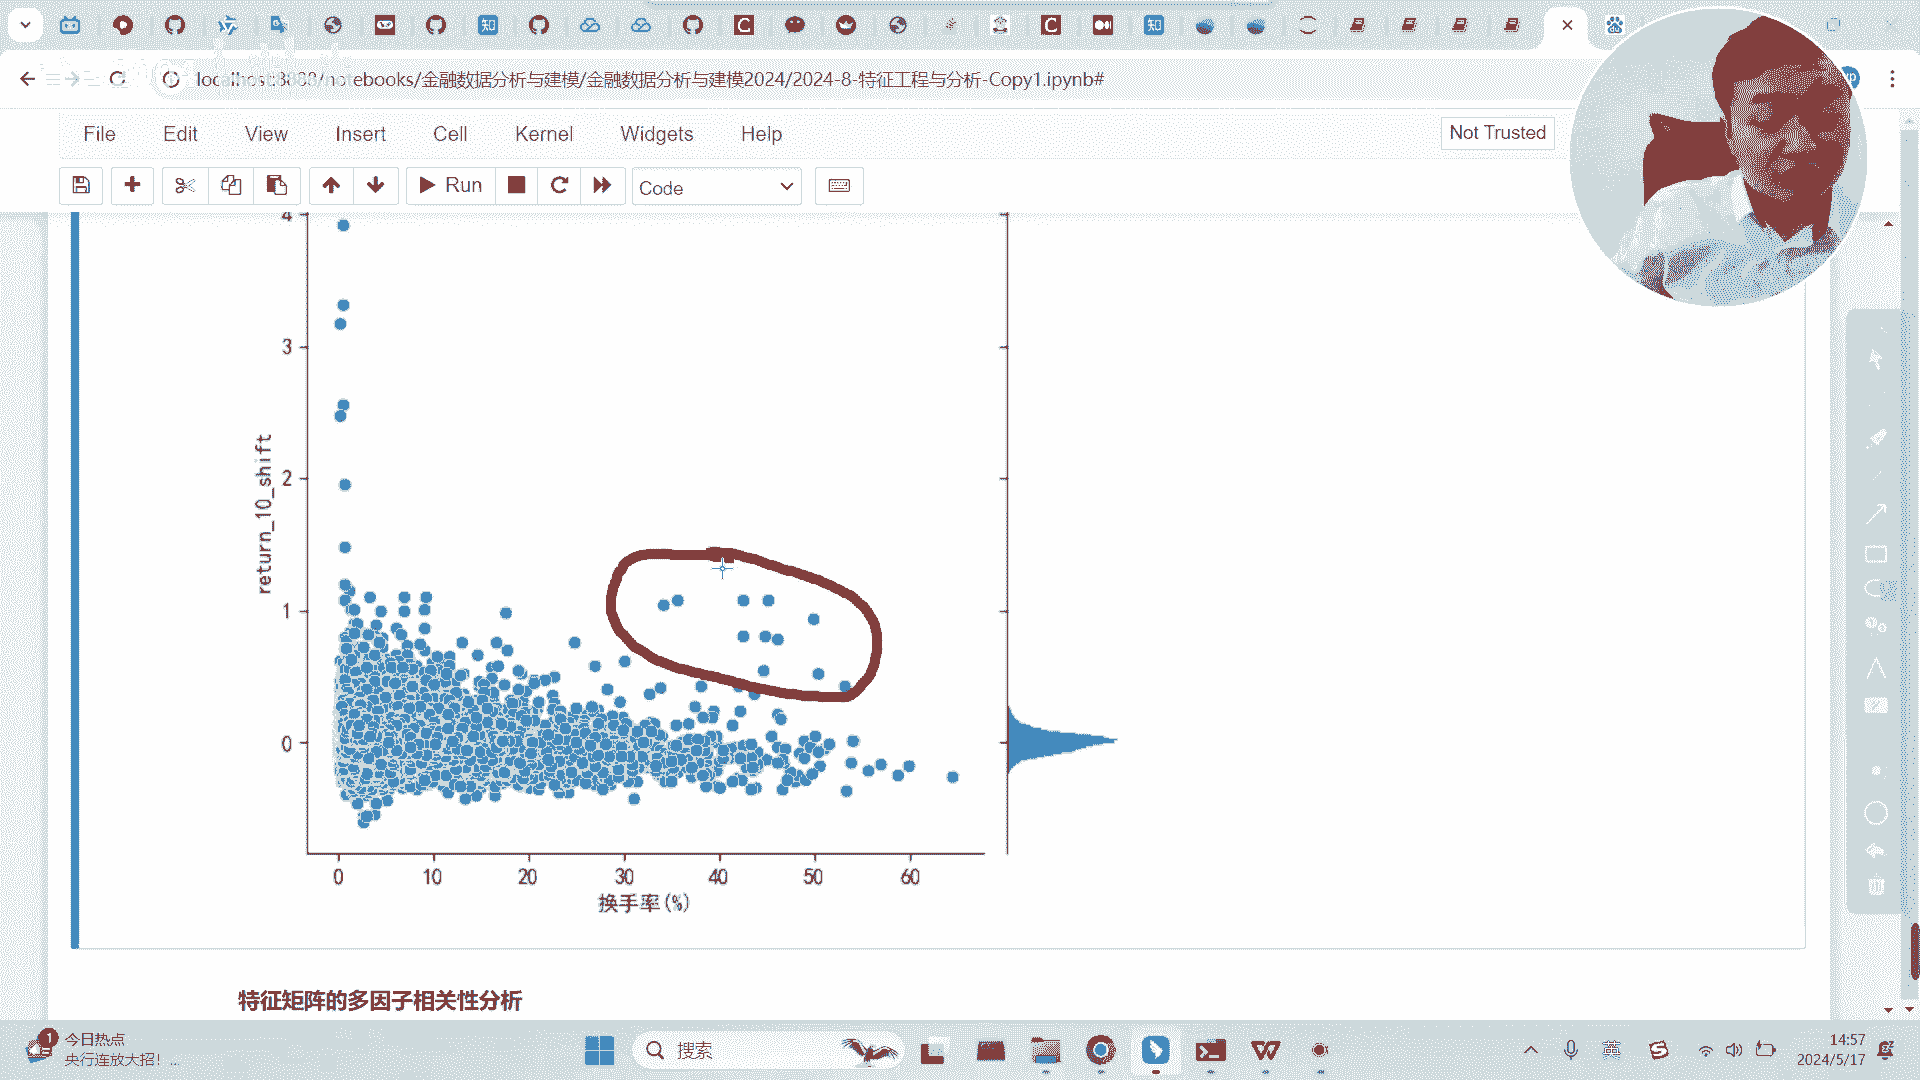 localhost:8888/notebooks/金融数据分析与建模/金融数据分析与建模2024/2024-8-特征工程与分析-Copy1.ipynb#
File Edit View Insert Cell Kernel Widgets Help
Not Trusted
Run
Code
4
3
2
1
0
return_10_shift
0 10 20 30 40 50 60
换手率(%)
特征矩阵的多因子相关性分析
1
今日热点
央行连放大招！...
搜索
英
14:57
2024/5/17